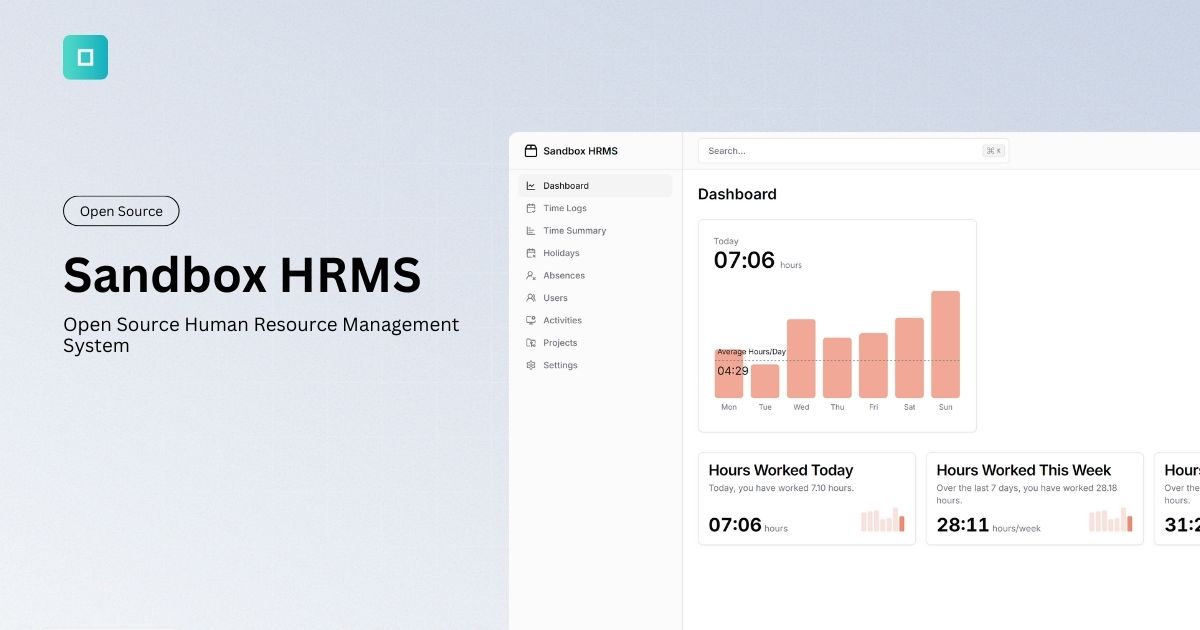 Open Source
Sandbox HRMS
Open Source Human Resource Management
System
Sandbox HRMS
Dashboard
Time Logs
Time Summary
Holidays
Absences
Users
Activities
Projects
Settings
Search...
⌘ K
Dashboard
Today
07:06 hours
Average Hours/Day
04:29
Mon Tue Wed Thu Fri Sat Sun
Hours Worked Today
Today, you have worked 7.10 hours.
07:06 hours
Hours Worked This Week
Over the last 7 days, you have worked 28.18
hours.
28:11 hours/week
Hours
Over the
hours.
31:2